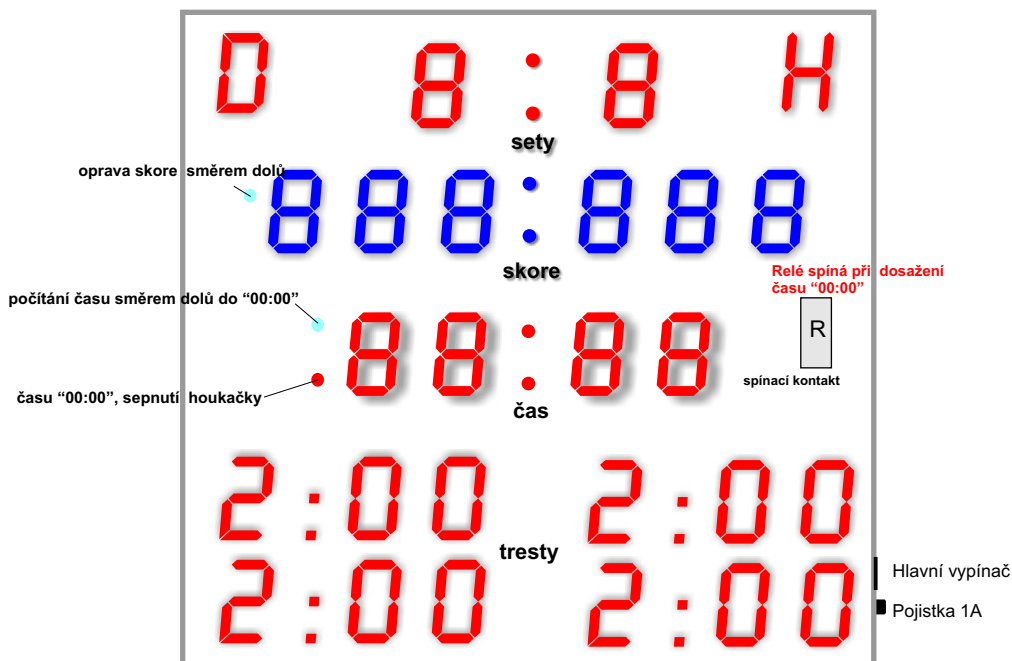 D 8:8 H
sety
oprava skore směrem dolů
888:888
skore
Relé spíná při dosažení
času “00:00”
počítání času směrem dolů do “00:00”
88:88
R
spínací kontakt
času “00:00”, sepnutí houkačky
čas
2:00 2:00
tresty
2:00 2:00
Hlavní vypínač
Pojistka 1A